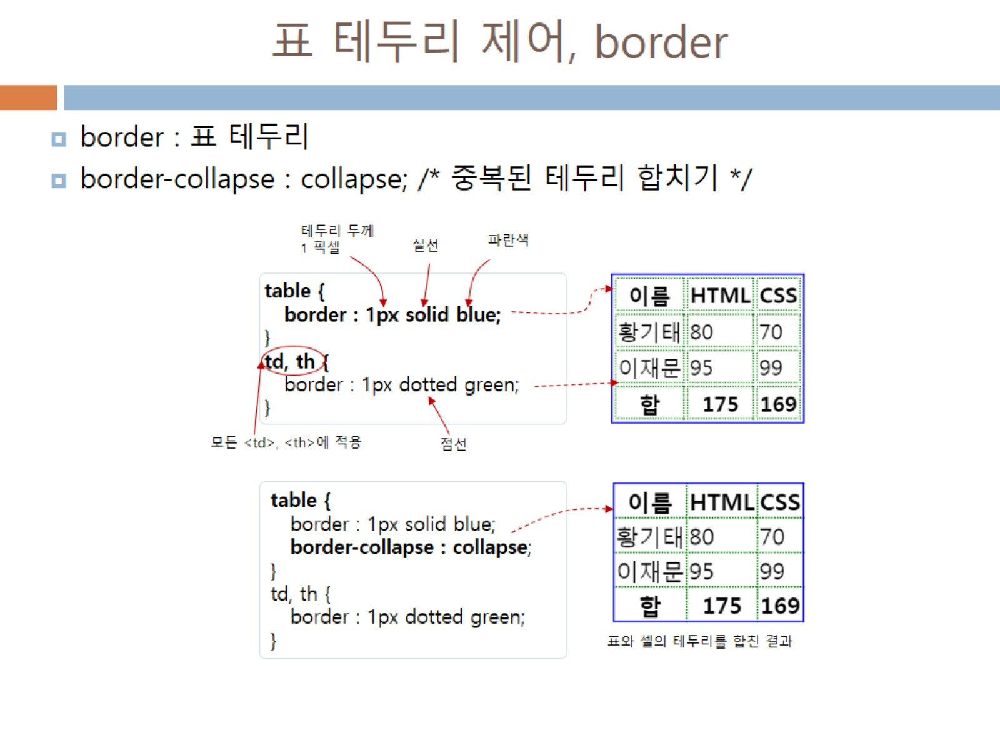 표 테두리 제어, border
border : 표 테두리
border-collapse : collapse; /* 중복된 테두리 합치기 */
테두리 두께
1 픽셀
실선
파란색
table {
border : 1px solid blue;
}
td, th {
border : 1px dotted green;
}
모든 <td>, <th>에 적용
점선
이름 HTML CSS
황기태 80 70
이재문 95 99
합 175 169
table {
border : 1px solid blue;
border-collapse : collapse;
}
td, th {
border : 1px dotted green;
}
이름 HTML CSS
황기태 80 70
이재문 95 99
합 175 169
표와 셀의 테두리를 합친 결과